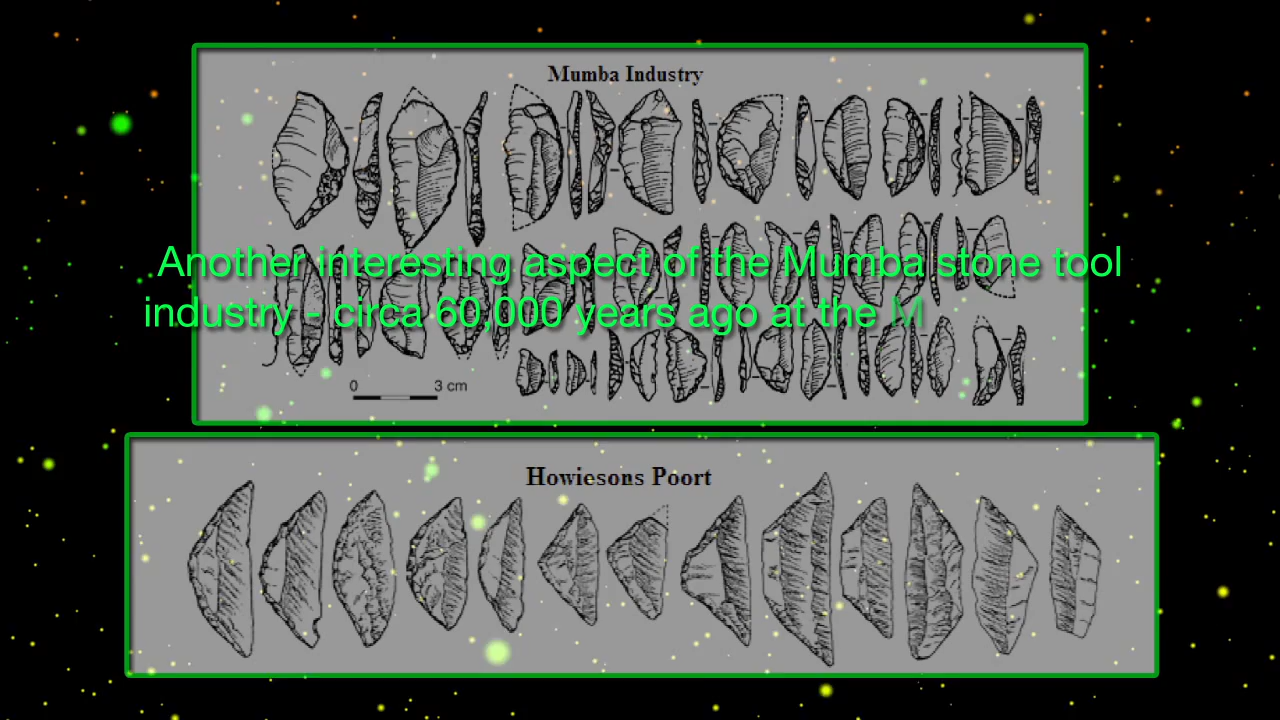 Mumba Industry
Another interesting aspect of the Mumba stone tool
industry - circa 60,000 years ago at the M
0 3 cm
Howiesons Poort